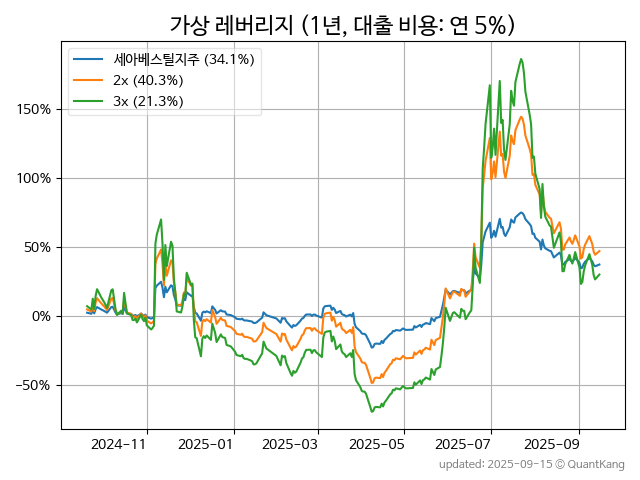 가상 레버리지 (1년, 대출 비용: 연 5%)
세아베스틸지주 (34.1%)
2x (40.3%)
3x (21.3%)
150%
100%
50%
0%
−50%
2024-11
2025-01
2025-03
2025-05
2025-07
2025-09
updated: 2025-09-15 © QuantKang